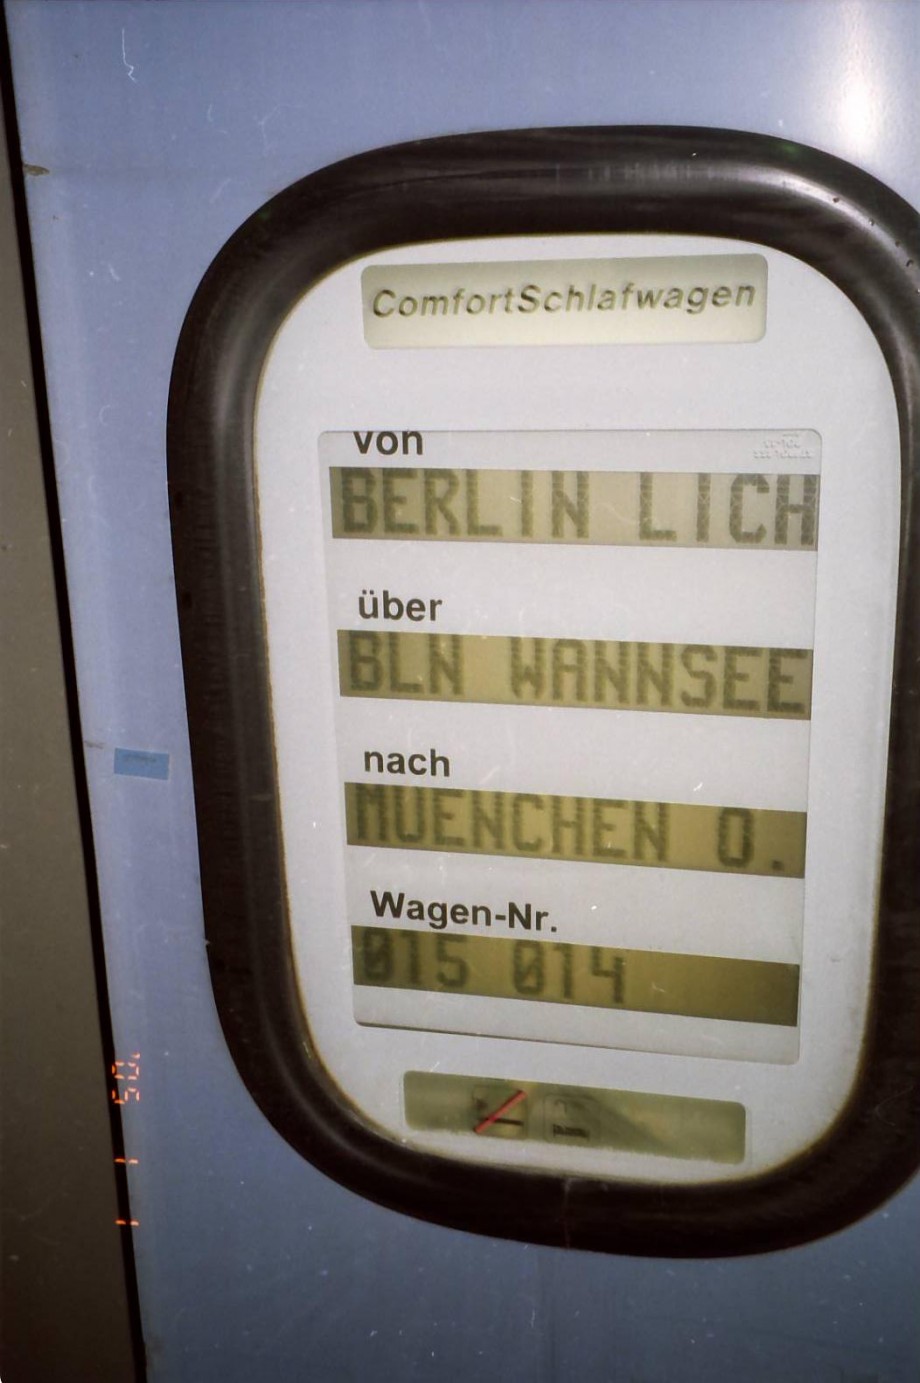 ComfortSchlafwagen
von
BERLIN LICH
über
BLN WANNSEE
nach
MUENCHEN O.
Wagen-Nr.
015 014